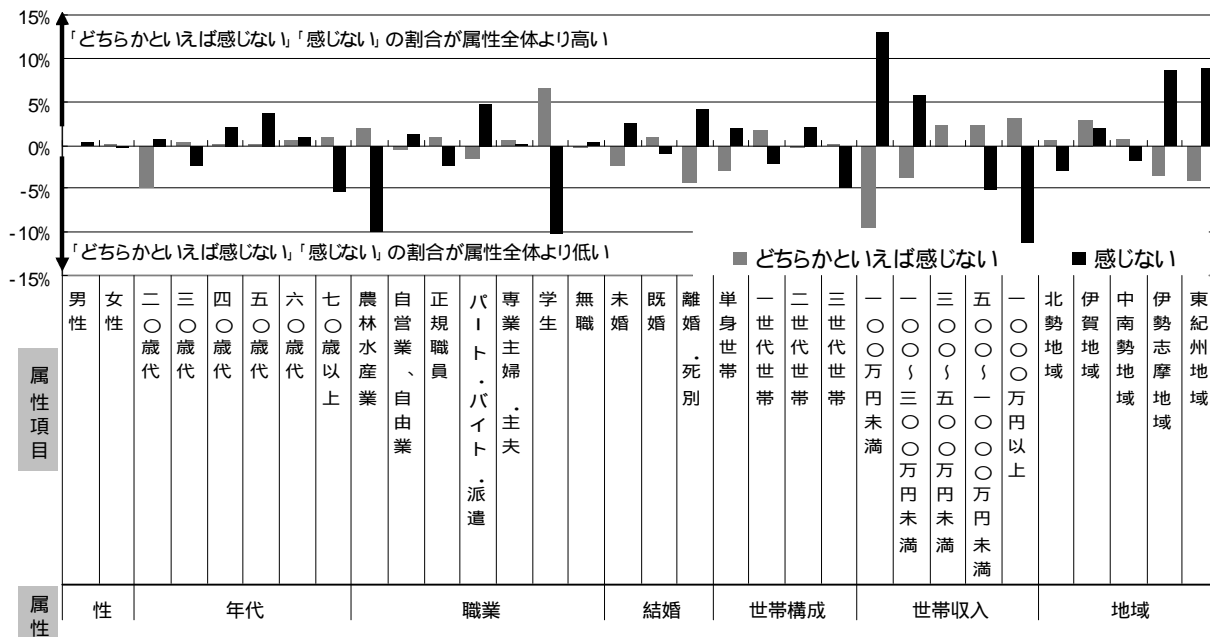 15%
「どちらかといえば感じない」「感じない」の割合が属性全体より高い
10%
5%
0%
-5%
-10%
「どちらかといえば感じない」「感じない」の割合が属性全体より低い
-15%
どちらかといえば感じない
感じない
属性項目
男性
女性
二〇歳代
三〇歳代
四〇歳代
五〇歳代
六〇歳代
七〇歳以上
農林水産業
自営業、自由業
正規職員
パート・バイト・派遣
専業主婦・主夫
学生
無職
未婚
既婚
離婚・死別
単身世帯
一世代世帯
二世代世帯
三世代世帯
一〇〇万円未満
一〇〇～三〇〇万円未満
三〇〇～五〇〇万円未満
五〇〇～一〇〇〇万円未満
一〇〇〇万円以上
北勢地域
伊賀地域
中南勢地域
伊勢志摩地域
東紀州地域
属性
性
年代
職業
結婚
世帯構成
世帯収入
地域